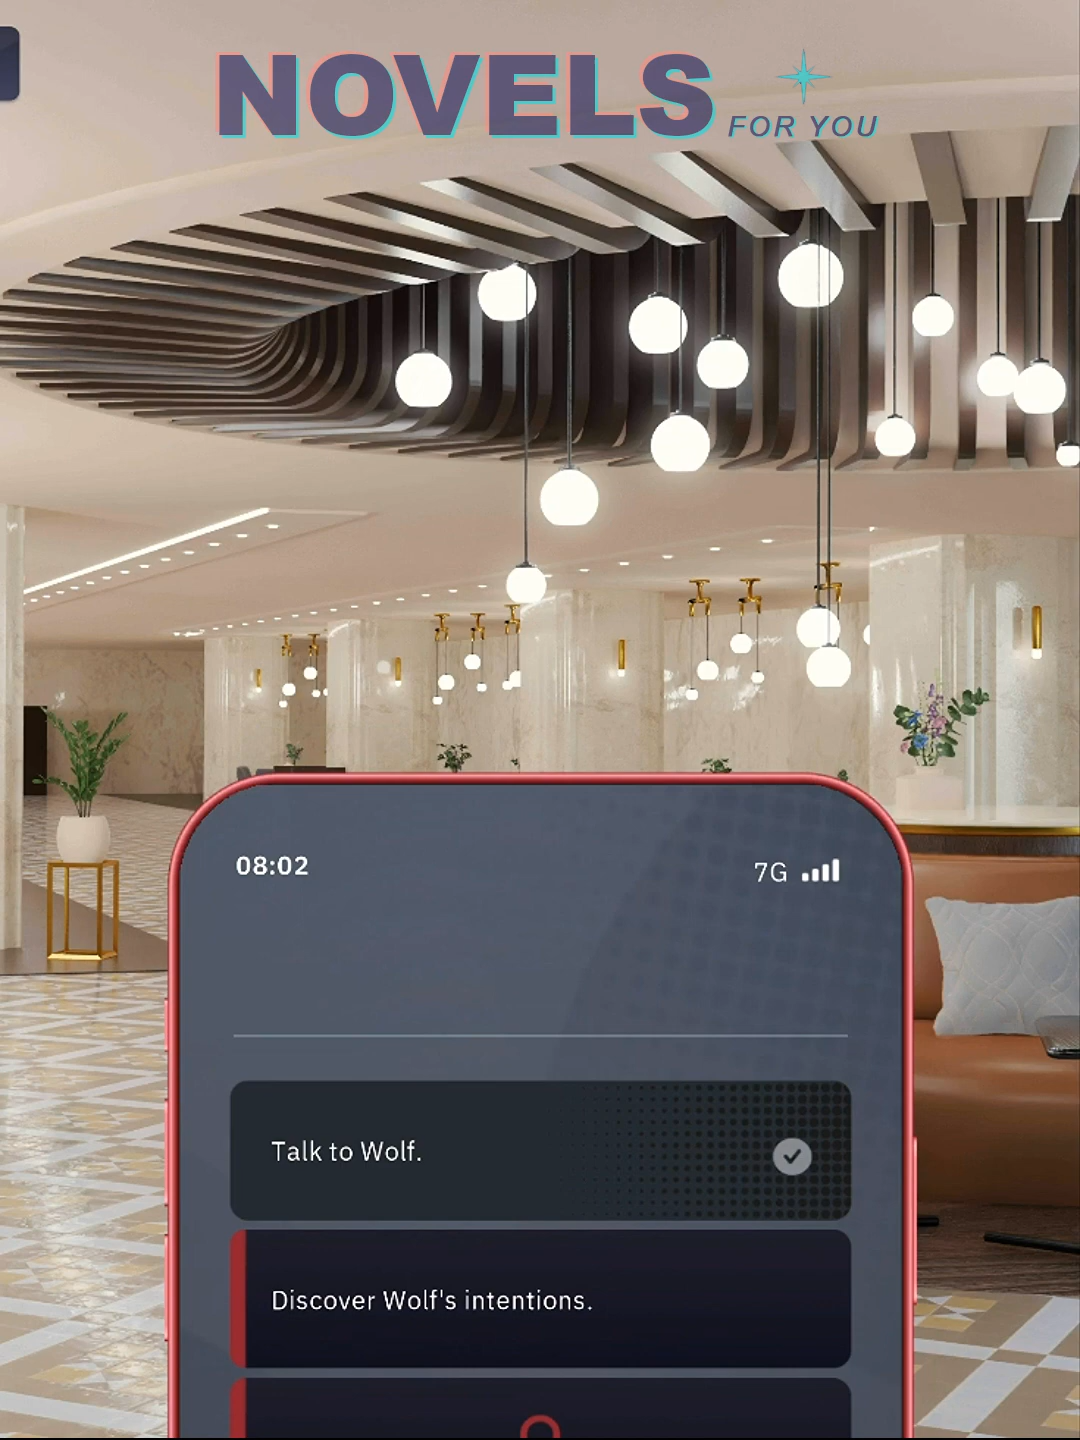 NOVELS
FOR YOU
08:02
7G
Talk to Wolf.
Discover Wolf's intentions.